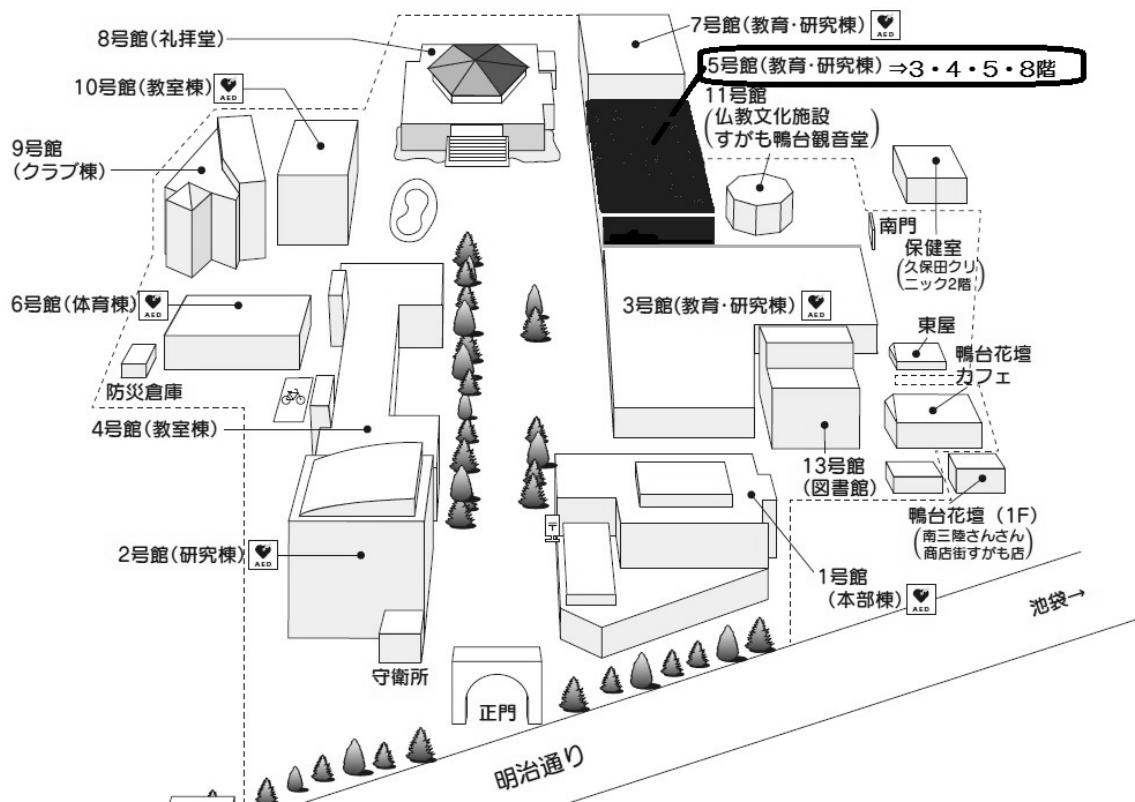 8号館(礼拝堂)
7号館(教育・研究棟)
AED
5号館(教育・研究棟)⇒3・4・5・8階
10号館(教室棟)
AED
11号館
(仏教文化施設
すがも鴨台観音堂)
9号館
(クラブ棟)
南門
保健室
(久保田クリ
ニック2階)
6号館(体育棟)
AED
3号館(教育・研究棟)
AED
東屋
鴨台花壇
カフェ
防災倉庫
4号館(教室棟)
13号館
(図書館)
鴨台花壇(1F)
(南三陸さんさん
商店街すがも店)
〒
2号館(研究棟)
AED
1号館
(本部棟)
AED
池袋→
守衛所
正門
明治通り